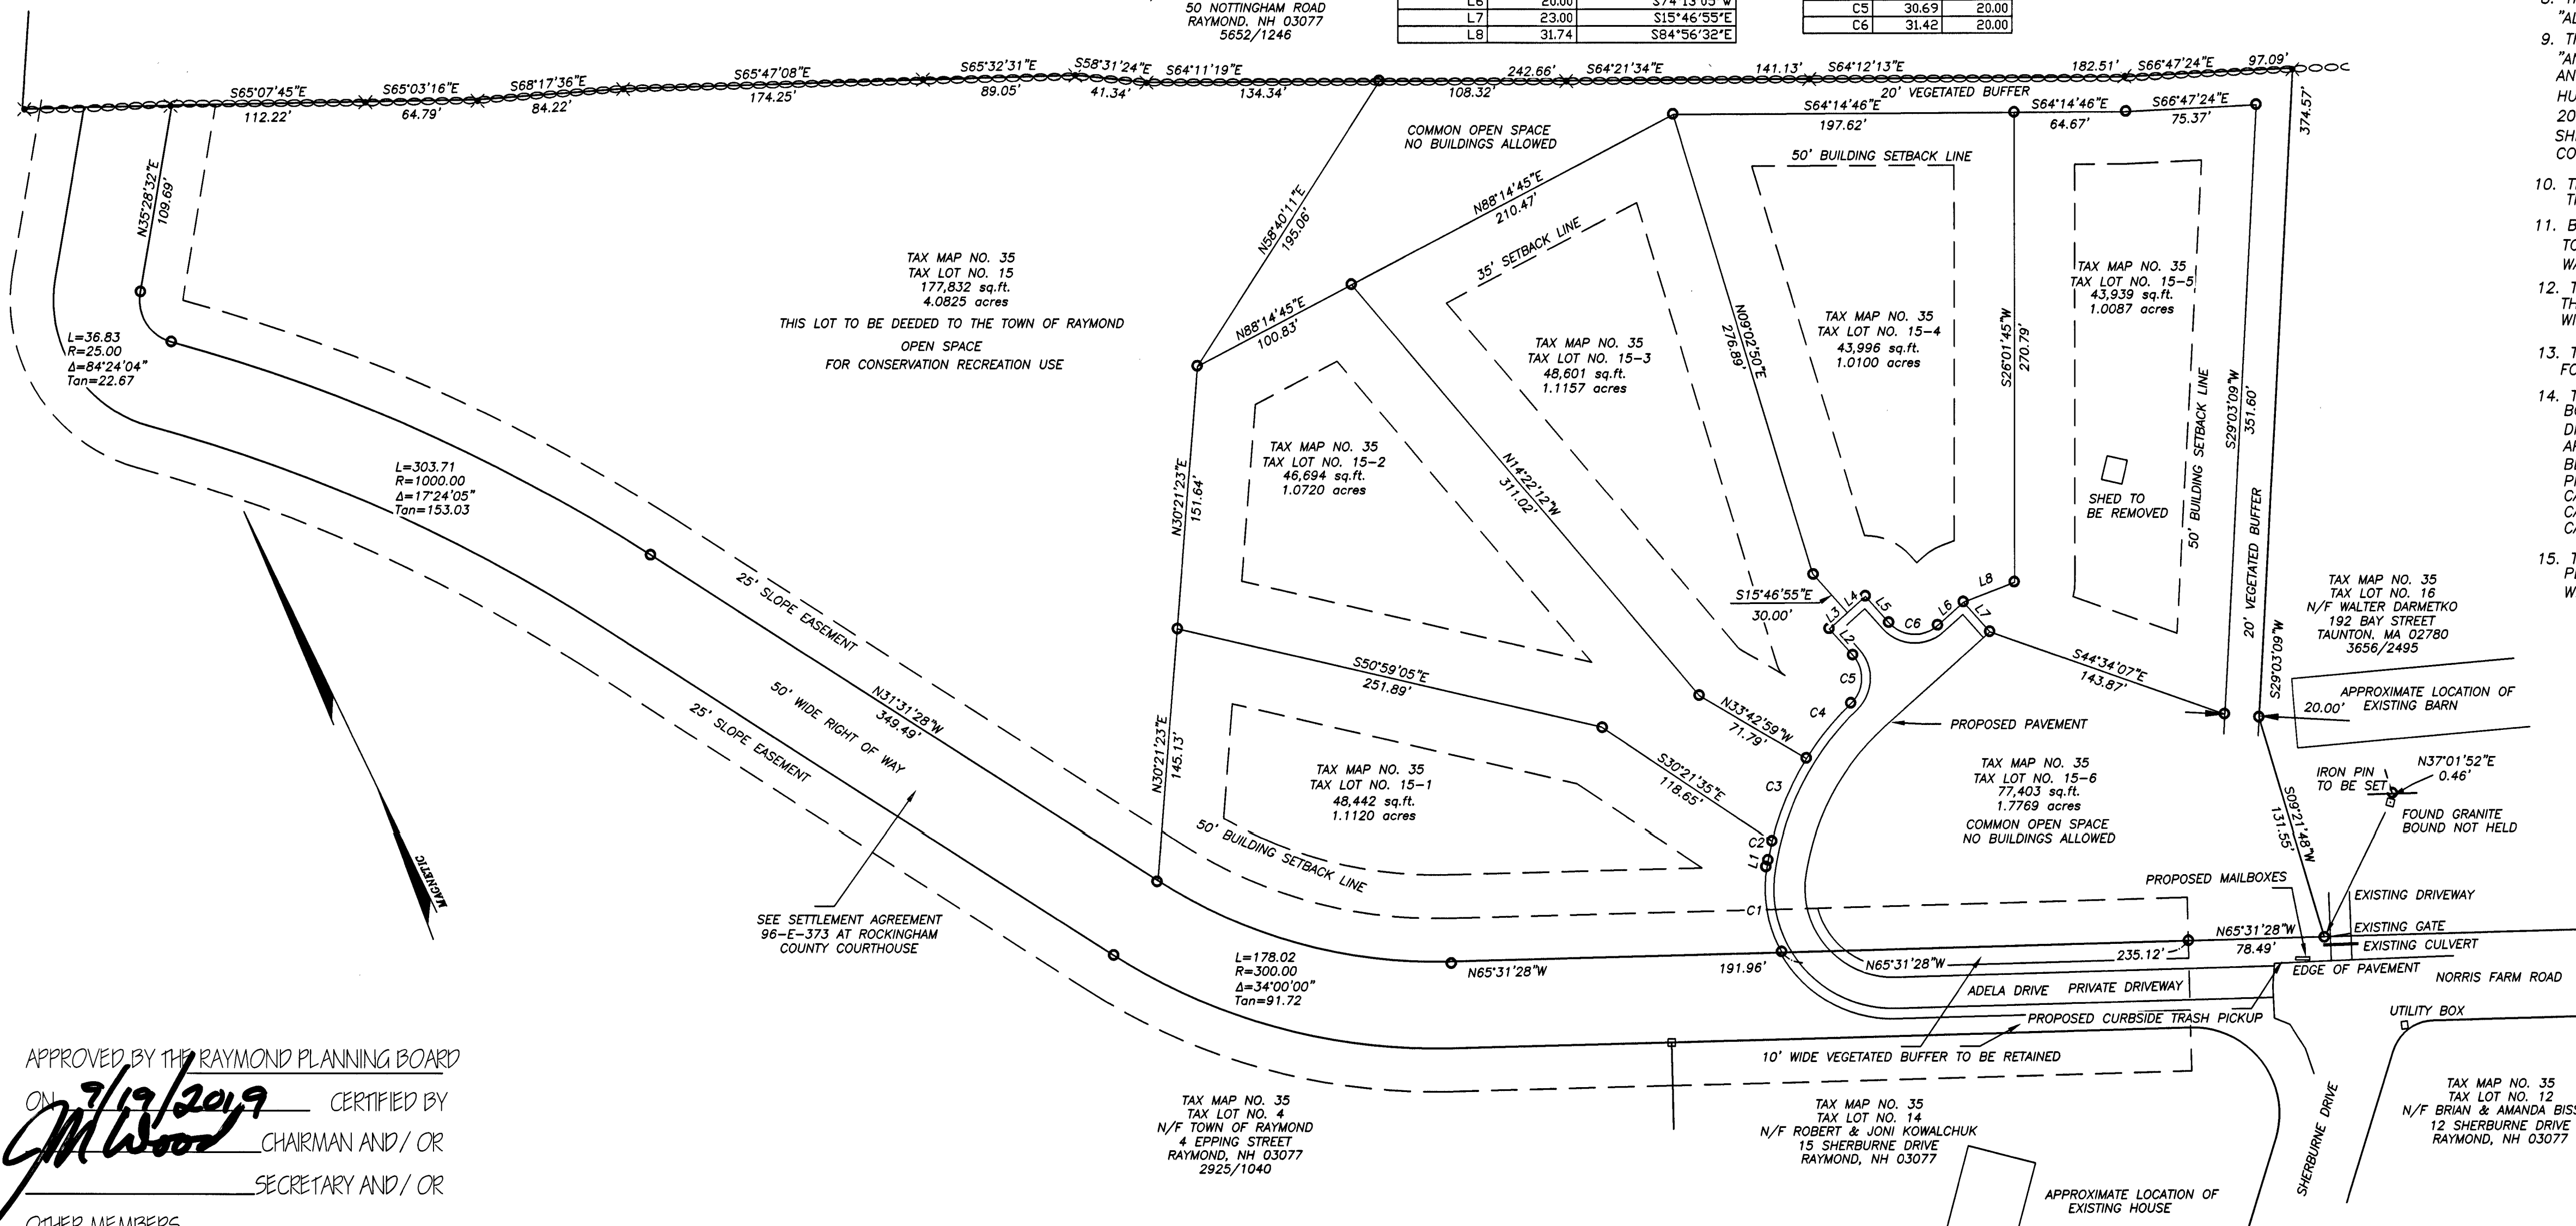 50 NOTTINGHAM ROAD
RAYMOND, NH 03077
5652/1246
L6 20.00 S74°13'05"W
L7 23.00 S15°46'55"E
L8 31.74 S84°56'32"E
C5 30.69 20.00
C6 31.42 20.00
S65°07'45"E
112.22'
S65°03'16"E
64.79'
S68°17'36"E
84.22'
S65°47'08"E
174.25'
S65°32'31"E
89.05'
S58°31'24"E
41.34'
S64°11'19"E
134.34'
242.66'
108.32'
S64°21'34"E
141.13'
S64°12'13"E
182.51'
S66°47'24"E
97.09'
20' VEGETATED BUFFER
S64°14'46"E
197.62'
S64°14'46"E
64.67'
S66°47'24"E
75.37'
374.57'
COMMON OPEN SPACE
NO BUILDINGS ALLOWED
50' BUILDING SETBACK LINE
N35°28'32"E
109.69'
N58°40'11"E
195.06'
N88°14'45"E
210.47'
35' SETBACK LINE
N88°14'45"E
100.83'
TAX MAP NO. 35
TAX LOT NO. 15
177,832 sq.ft.
4.0825 acres
THIS LOT TO BE DEEDED TO THE TOWN OF RAYMOND
OPEN SPACE
FOR CONSERVATION RECREATION USE
L=36.83
R=25.00
Δ=84°24'04"
Tan=22.67
L=303.71
R=1000.00
Δ=17°24'05"
Tan=153.03
TAX MAP NO. 35
TAX LOT NO. 15-2
46,694 sq.ft.
1.0720 acres
TAX MAP NO. 35
TAX LOT NO. 15-3
48,601 sq.ft.
1.1157 acres
TAX MAP NO. 35
TAX LOT NO. 15-4
43,996 sq.ft.
1.0100 acres
TAX MAP NO. 35
TAX LOT NO. 15-5
43,939 sq.ft.
1.0087 acres
N09°02'50"E
276.89'
S26°01'45"W
270.79'
S29°03'09"W
351.60'
50' BUILDING SETBACK LINE
20' VEGETATED BUFFER
S29°03'09"W
SHED TO
BE REMOVED
N30°21'23"E
151.64'
N14°22'12"W
311.02'
S15°46'55"E
30.00'
L3
L4
L5
C6
L6
L7
L8
L2
C5
C4
C3
C2
L1
C1
S44°34'07"E
143.87'
TAX MAP NO. 35
TAX LOT NO. 16
N/F WALTER DARMETKO
192 BAY STREET
TAUNTON, MA 02780
3656/2495
APPROXIMATE LOCATION OF
EXISTING BARN
20.00'
25' SLOPE EASEMENT
50' WIDE RIGHT OF WAY
N31°31'28"W
349.49'
25' SLOPE EASEMENT
S50°59'05"E
251.89'
N33°42'59"W
71.79'
S30°21'35"E
118.65'
N30°21'23"E
145.13'
TAX MAP NO. 35
TAX LOT NO. 15-1
48,442 sq.ft.
1.1120 acres
50' BUILDING SETBACK LINE
PROPOSED PAVEMENT
TAX MAP NO. 35
TAX LOT NO. 15-6
77,403 sq.ft.
1.7769 acres
COMMON OPEN SPACE
NO BUILDINGS ALLOWED
IRON PIN
TO BE SET
N37°01'52"E
0.46'
FOUND GRANITE
BOUND NOT HELD
S09°21'48"W
131.55'
MAGNETIC
SEE SETTLEMENT AGREEMENT
96-E-373 AT ROCKINGHAM
COUNTY COURTHOUSE
PROPOSED MAILBOXES
EXISTING DRIVEWAY
EXISTING GATE
EXISTING CULVERT
EDGE OF PAVEMENT
NORRIS FARM ROAD
N65°31'28"W
78.49'
N65°31'28"W
235.12'
N65°31'28"W
191.96'
L=178.02
R=300.00
Δ=34°00'00"
Tan=91.72
ADELA DRIVE PRIVATE DRIVEWAY
PROPOSED CURBSIDE TRASH PICKUP
10' WIDE VEGETATED BUFFER TO BE RETAINED
UTILITY BOX
SHERBURNE DRIVE
TAX MAP NO. 35
TAX LOT NO. 4
N/F TOWN OF RAYMOND
4 EPPING STREET
RAYMOND, NH 03077
2925/1040
TAX MAP NO. 35
TAX LOT NO. 14
N/F ROBERT & JONI KOWALCHUK
15 SHERBURNE DRIVE
RAYMOND, NH 03077
TAX MAP NO. 35
TAX LOT NO. 12
N/F BRIAN & AMANDA BISS
12 SHERBURNE DRIVE
RAYMOND, NH 03077
APPROXIMATE LOCATION OF
EXISTING HOUSE
APPROVED BY THE RAYMOND PLANNING BOARD
ON 9/19/2019 CERTIFIED BY
JM Wood CHAIRMAN AND/ OR
SECRETARY AND/ OR
OTHER MEMBERS
9.
10.
11.
12.
13.
14.
15.